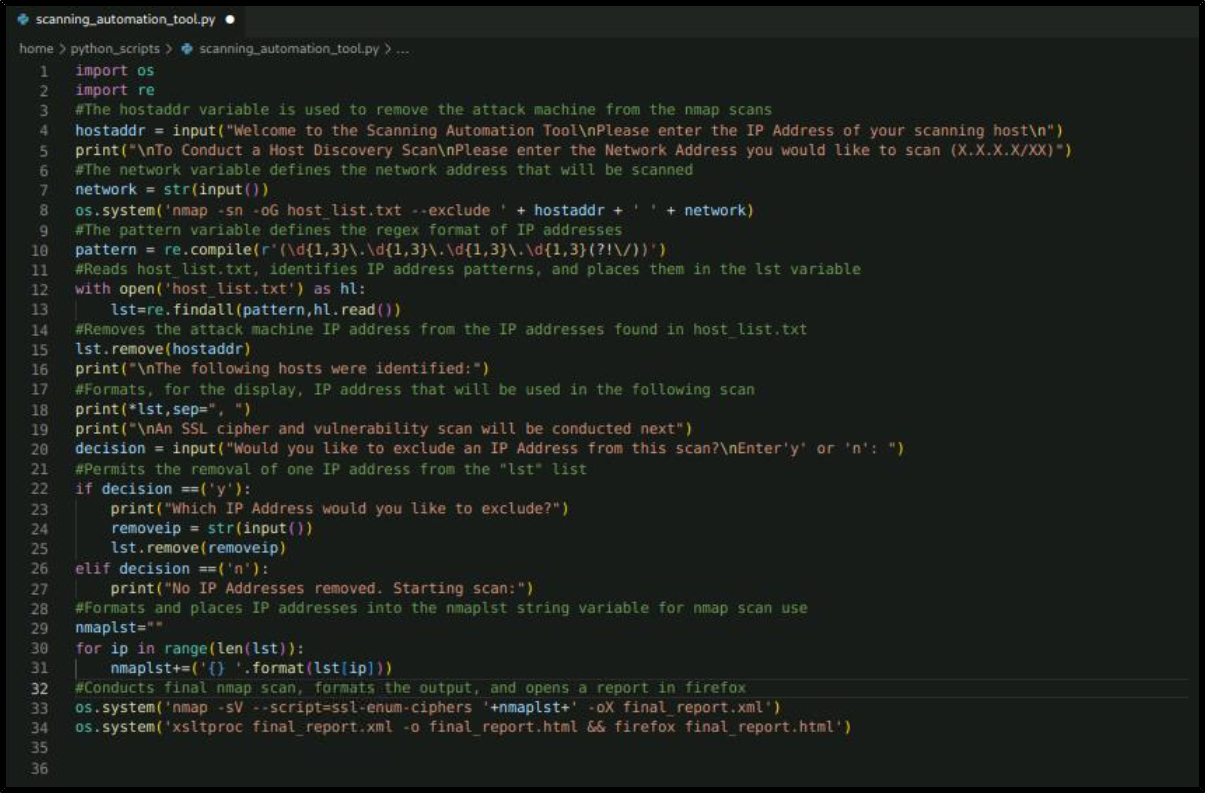 scanning_automation_tool.py ●
home > python_scripts > scanning_automation_tool.py > ...
1 import os
2 import re
3 #The hostaddr variable is used to remove the attack machine from the nmap scans
4 hostaddr = input("Welcome to the Scanning Automation Tool\nPlease enter the IP Address of your scanning host\n")
5 print("\nTo Conduct a Host Discovery Scan\nPlease enter the Network Address you would like to scan (X.X.X.X/XX)")
6 #The network variable defines the network address that will be scanned
7 network = str(input())
8 os.system('nmap -sn -oG host_list.txt --exclude ' + hostaddr + ' ' + network)
9 #The pattern variable defines the regex format of IP addresses
10 pattern = re.compile(r'(\d{1,3}\.\d{1,3}\.\d{1,3}\.\d{1,3}(?!\/))')
11 #Reads host_list.txt, identifies IP address patterns, and places them in the lst variable
12 with open('host_list.txt') as hl:
13     lst=re.findall(pattern,hl.read())
14 #Removes the attack machine IP address from the IP addresses found in host_list.txt
15 lst.remove(hostaddr)
16 print("\nThe following hosts were identified:")
17 #Formats, for the display, IP address that will be used in the following scan
18 print(*lst,sep=", ")
19 print("\nAn SSL cipher and vulnerability scan will be conducted next")
20 decision = input("Would you like to exclude an IP Address from this scan?\nEnter'y' or 'n': ")
21 #Permits the removal of one IP address from the "lst" list
22 if decision ==('y'):
23     print("Which IP Address would you like to exclude?")
24     removeip = str(input())
25     lst.remove(removeip)
26 elif decision ==('n'):
27     print("No IP Addresses removed. Starting scan:")
28 #Formats and places IP addresses into the nmaplst string variable for nmap scan use
29 nmaplst=""
30 for ip in range(len(lst)):
31     nmaplst+=('{} '.format(lst[ip]))
32 #Conducts final nmap scan, formats the output, and opens a report in firefox
33 os.system('nmap -sV --script=ssl-enum-ciphers '+nmaplst+' -oX final_report.xml')
34 os.system('xsltproc final_report.xml -o final_report.html && firefox final_report.html')
35
36